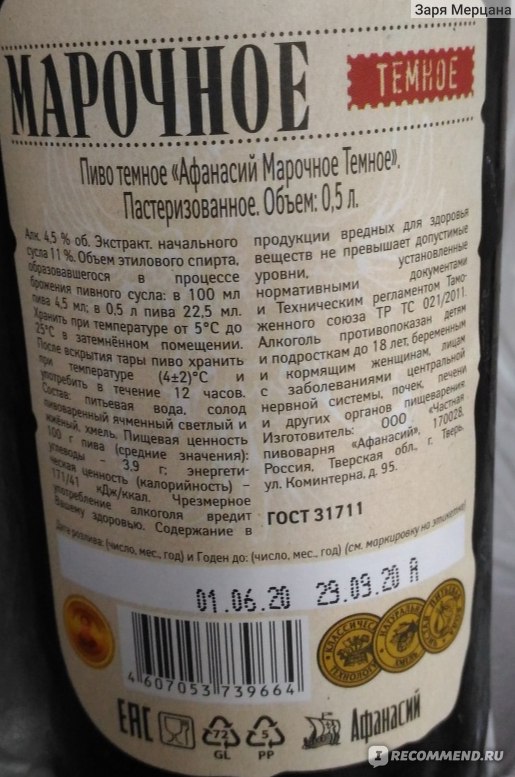 Заря Мерцана
МАРОЧНОЕ
ТЕМНОЕ
Пиво темное «Афанасий Марочное Темное».
Пастеризованное. Объем: 0,5 л.
Алк. 4,5 % об. Экстракт. начального
сусла 11 %. Объем этилового спирта,
образовавшегося в процессе
брожения пивного сусла: в 100 мл
пива 4,5 мл; в 0,5 л пива 22,5 мл.
Хранить при температуре от 5°С до
25°С в затемнённом помещении.
После вскрытия тары пиво хранить
при температуре (4±2)°С и
употребить в течение 12 часов.
Состав: питьевая вода, солод
пивоваренный ячменный светлый и
жжёный, хмель. Пищевая ценность
100 г пива (средние значения):
углеводы – 3,9 г; энергети-
ческая ценность (калорийность) –
171/41 «Дж/ккал. Чрезмерное
употребление алкоголя вредит
Вашему здоровью. Содержание в
продукции вредных для здоровья
веществ не превышает допустимые
уровни, установленные
нормативными документами
и Техническим регламентом Тамо-
женного союза ТР ТС 021/2011.
Алкоголь противопоказан детям
и подросткам до 18 лет, беременным
и кормящим женщинам, лицам
с заболеваниями центральной
нервной системы, почек, печени
и других органов пищеварения
Изготовитель: ООО «Частная
пивоварня «Афанасий», 170028,
Россия, Тверская обл., г. Тверь,
ул. Коминтерна, д. 95.
ГОСТ 31711
Дата розлива: (число, мес., год) и Годен до: (число, мес., год) (см. маркировку на этикетке)
01.06.20 29.09.20 А
КЛАССИЧЕСКАЯ
ТЕХНОЛОГИЯ
НАТУРАЛЬНЫЙ
ХМЕЛЬ
4 607053 739664
EAC
72
GL
5
PP
Афанасий
IRECOMMEND.RU